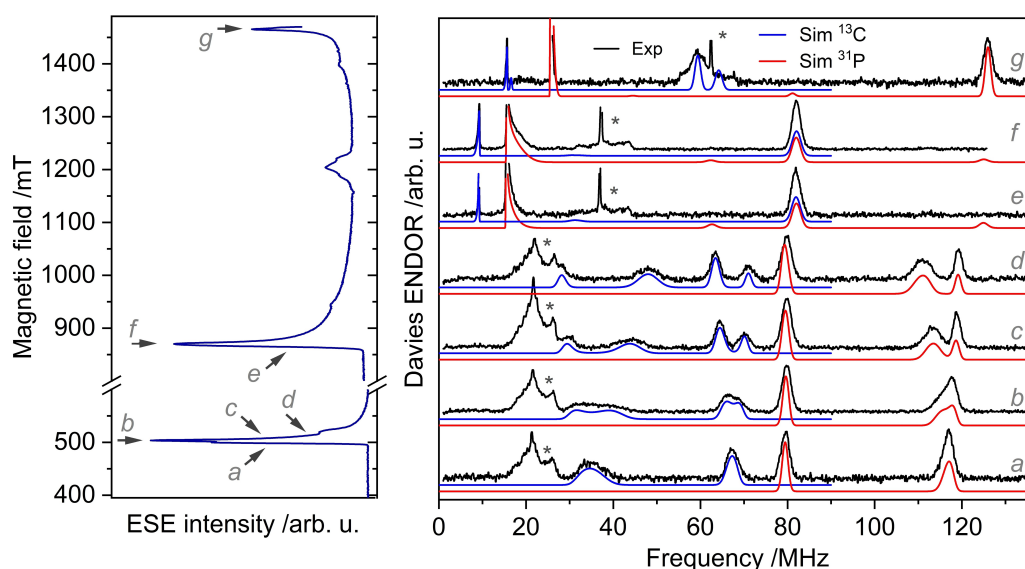 Magnetic field /mT
1400
1300
1200
1100
1000
900
500
400
g
f
e
d
c
b
a
ESE intensity /arb. u.
Davies ENDOR /arb. u.
Exp
Sim ¹³C
Sim ³¹P
*
g
*
f
*
e
*
d
*
c
*
b
*
a
0 20 40 60 80 100 120
Frequency /MHz